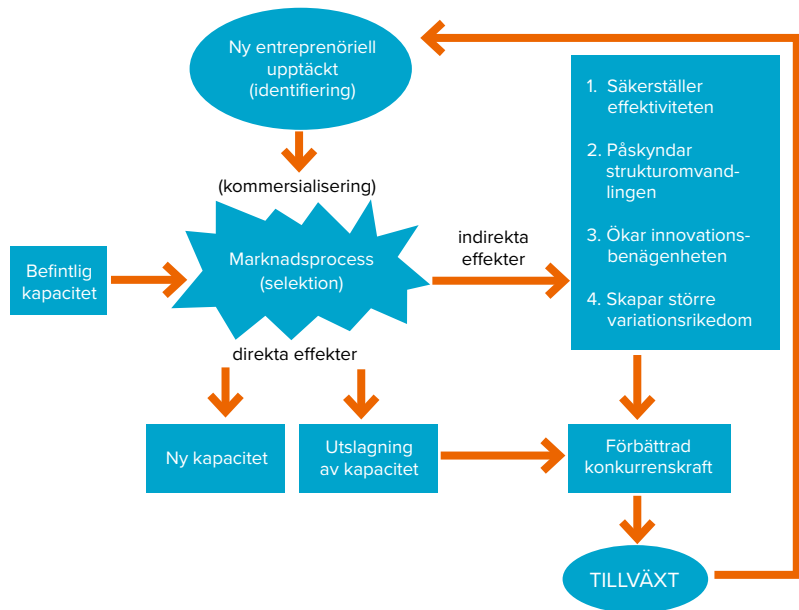 Ny entreprenöriell
upptäckt
(identifiering)
(kommersialisering)
Befintlig
kapacitet
Marknadsprocess
(selektion)
indirekta
effekter
1. Säkerställer
effektiviteten
2. Påskyndar
strukturomvand-
lingen
3. Ökar innovations-
benägenheten
4. Skapar större
variationsrikedom
direkta effekter
Ny kapacitet
Utslagning
av kapacitet
Förbättrad
konkurrenskraft
TILLVÄXT